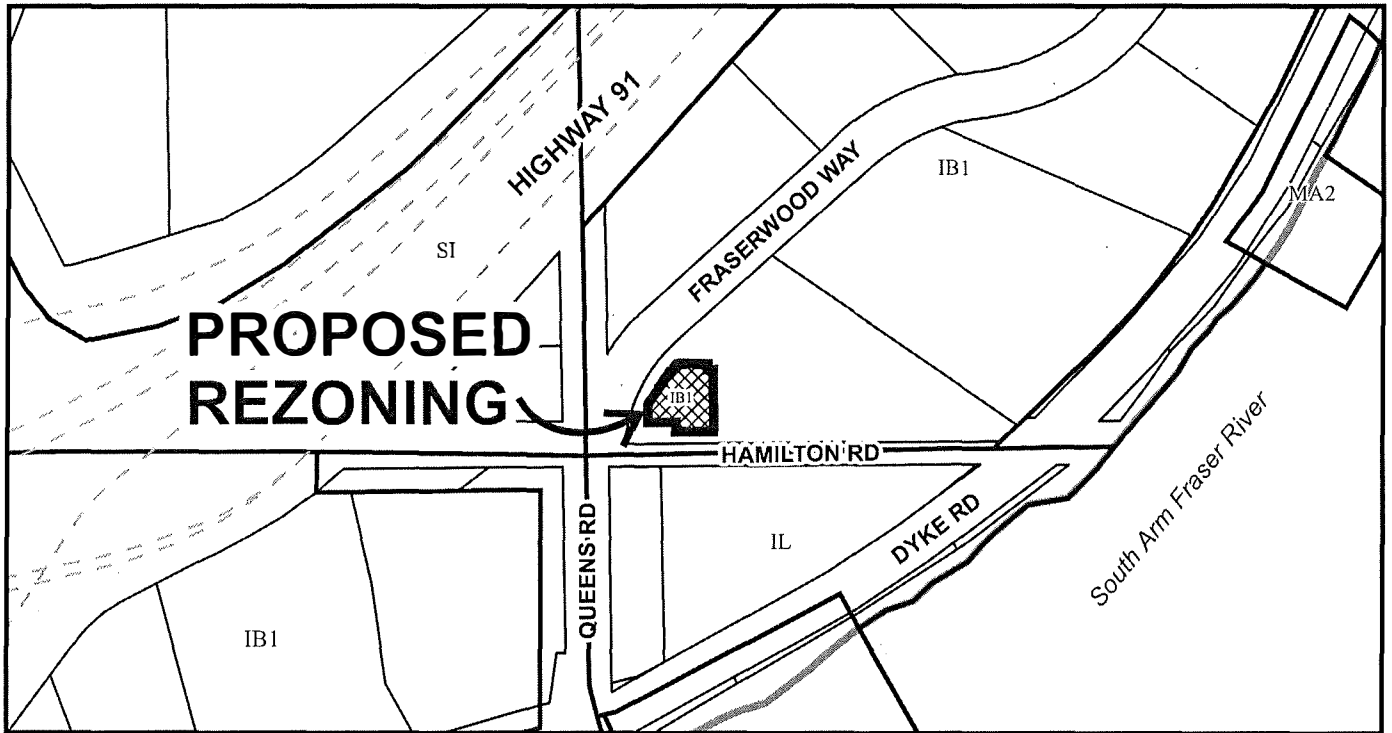 HIGHWAY 91
FRASERWOOD WAY
IB1
MA2
SI
PROPOSED
REZONING
IB1
HAMILTON RD
QUEENS RD
IL
DYKE RD
South Arm Fraser River
IB1